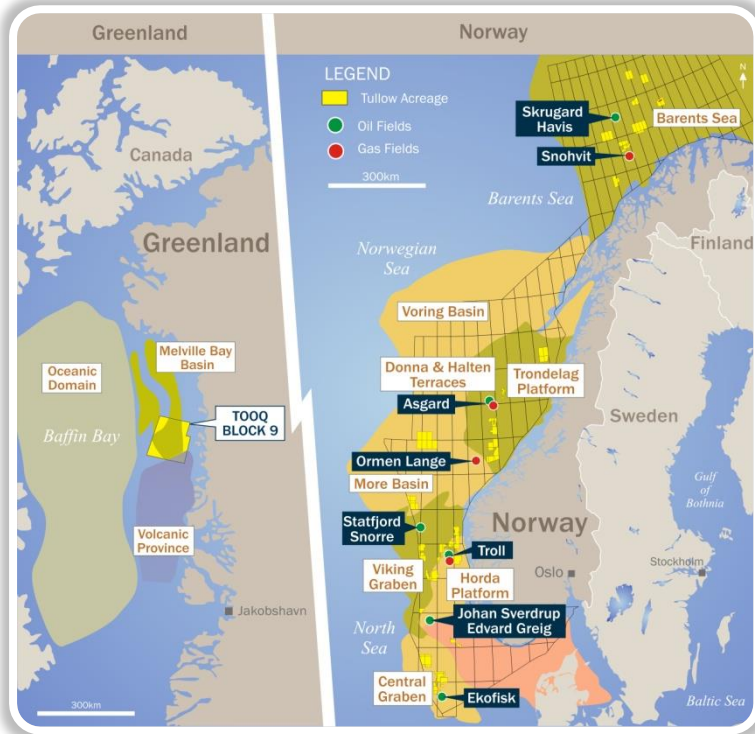 Greenland
Norway
LEGEND
Tullow Acreage
Oil Fields
Gas Fields
300km
N
Canada
Greenland
Oceanic
Domain
Melville Bay
Basin
TOOQ
BLOCK 9
Baffin Bay
Volcanic
Province
Jakobshavn
300km
Skrugard
Havis
Barents Sea
Snohvit
Barents Sea
Finland
Norwegian
Sea
Voring Basin
Donna & Halten
Terraces
Trondelag
Platform
Asgard
Sweden
Ormen Lange
More Basin
Gulf
of
Bothnia
Statfjord
Snorre
Norway
Troll
Viking
Graben
Horda
Platform
Oslo
Stockholm
Johan Sverdrup
Edvard Greig
North
Sea
Central
Graben
Ekofisk
Baltic Sea